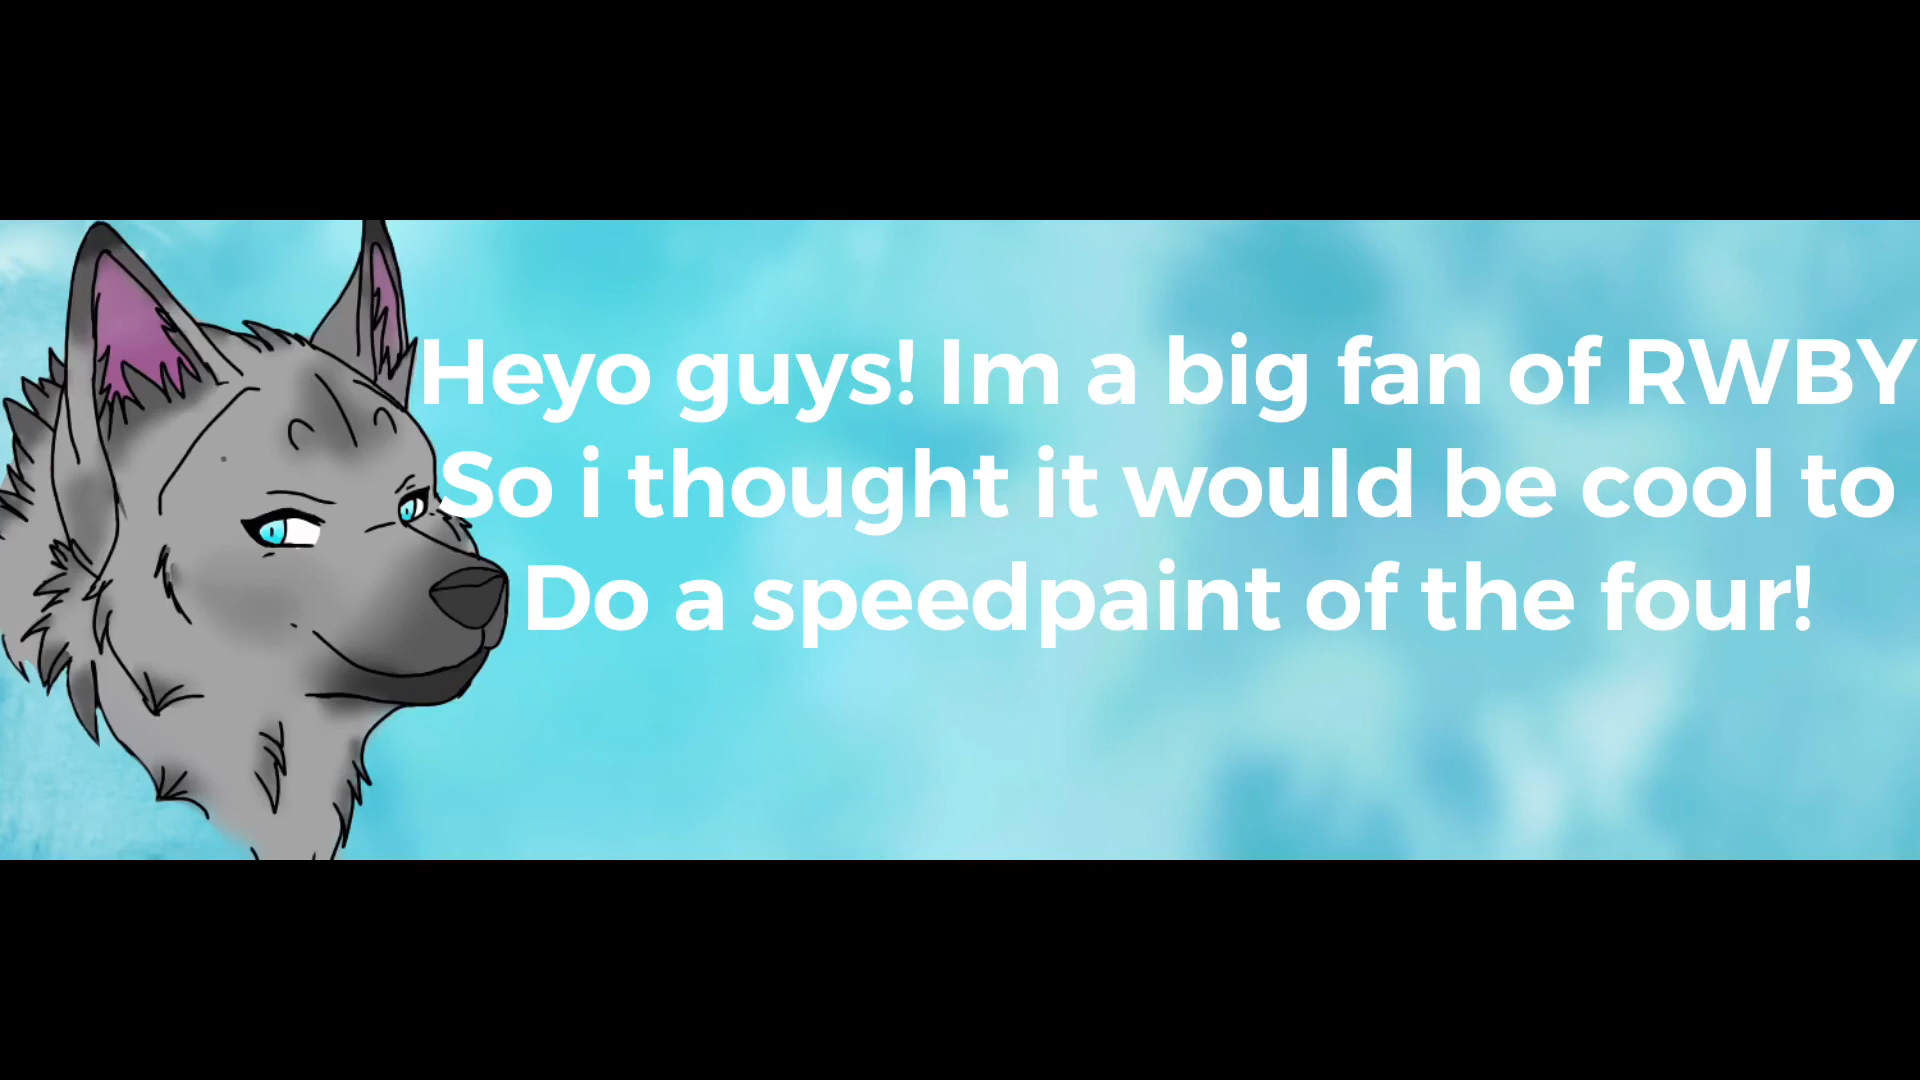 Heyo guys! Im a big fan of RWBY
So i thought it would be cool to
Do a speedpaint of the four!